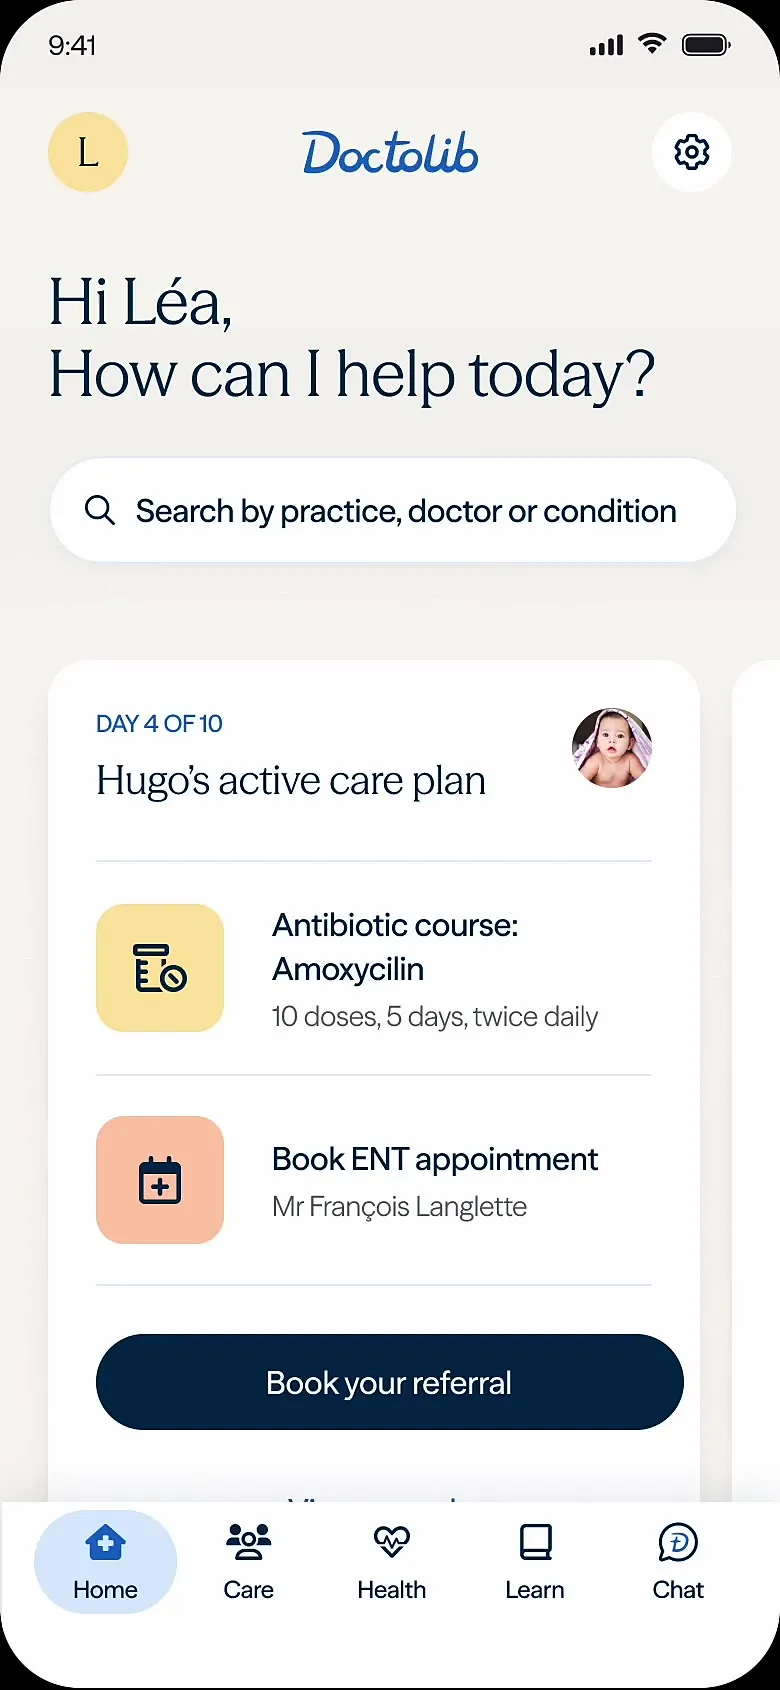 9:41
L
Doctolib
Hi Léa,
How can I help today?
Search by practice, doctor or condition
DAY 4 OF 10
Hugo’s active care plan
Antibiotic course:
Amoxycilin
10 doses, 5 days, twice daily
Book ENT appointment
Mr François Langlette
Book your referral
Home
Care
Health
Learn
Chat